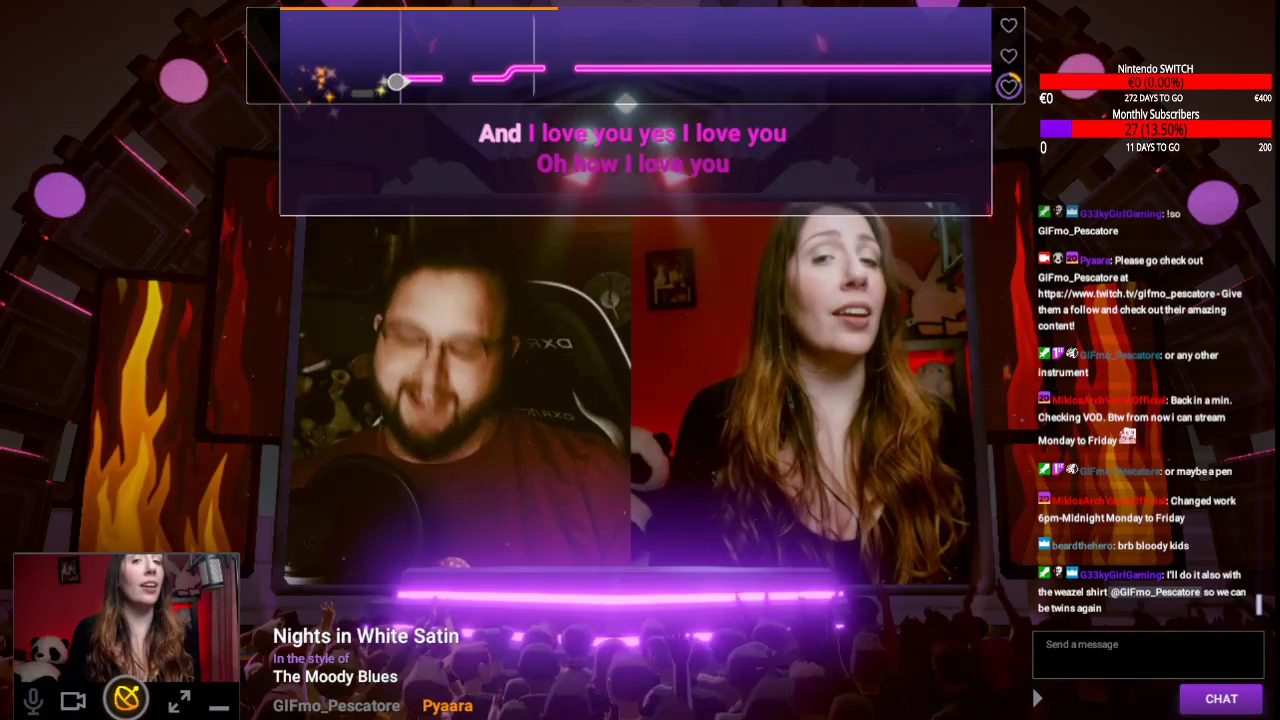 And I love you yes I love you
Oh how I love you
Nintendo SWITCH
€0 (0.00%)
€0 272 DAYS TO GO €400
Monthly Subscribers
27 (13.50%)
0 11 DAYS TO GO 200
G33kyGirlGaming: !so
GIFmo_Pescatore
Pyaara: Please go check out
GIFmo_Pescatore at
https://www.twitch.tv/gifmo_pescatore - Give
them a follow and check out their amazing
content!
GIFmo_Pescatore: or any other
instrument
Back in a min.
Checking VOD. Btw from now i can stream
Monday to Friday
GIFmo_Pescatore: or maybe a pen
Changed work
6pm-MIdnight Monday to Friday
beardthehero: brb bloody kids
G33kyGirlGaming: I'll do it also with
the weazel shirt @GIFmo_Pescatore so we can
be twins again
Send a message
CHAT
Nights in White Satin
In the style of
The Moody Blues
GIFmo_Pescatore Pyaara